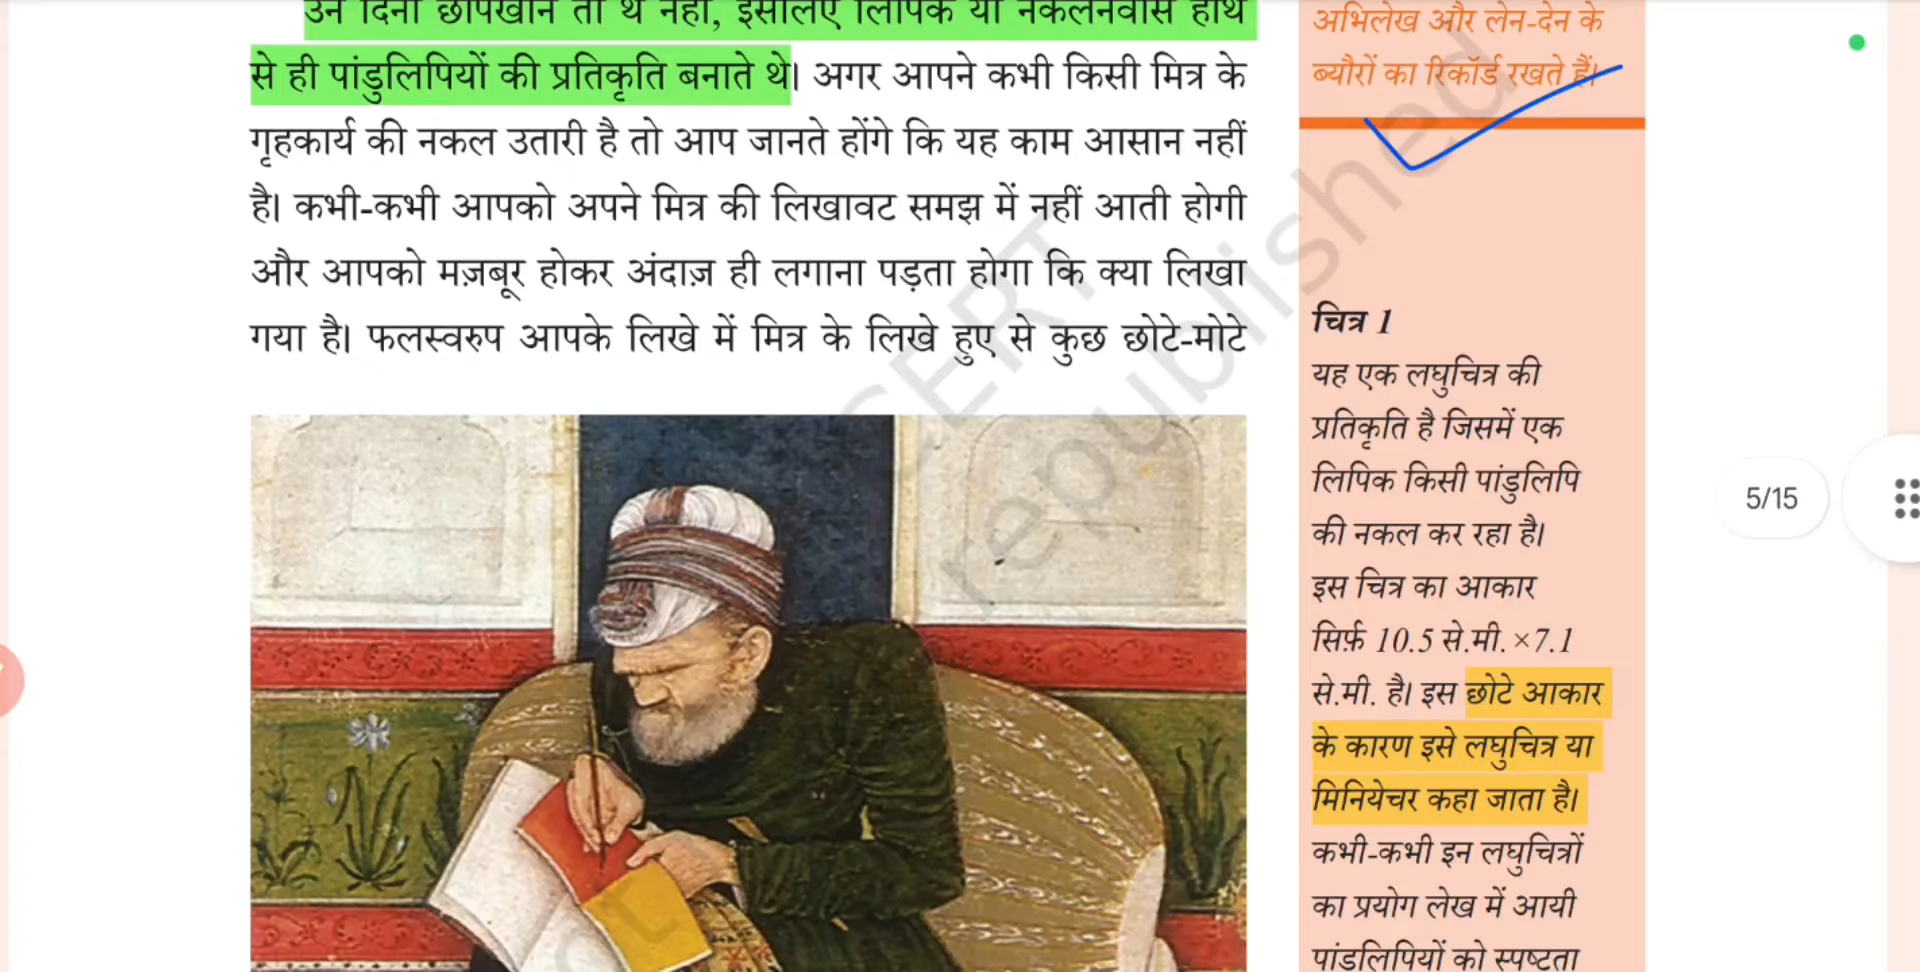 उन दिनों छापेखाने तो थे नहीं, इसलिए लिपिक या नकलनवीस हाथ
से ही पांडुलिपियों की प्रतिकृति बनाते थे। अगर आपने कभी किसी मित्र के
गृहकार्य की नकल उतारी है तो आप जानते होंगे कि यह काम आसान नहीं
है। कभी-कभी आपको अपने मित्र की लिखावट समझ में नहीं आती होगी
और आपको मज़बूर होकर अंदाज़ ही लगाना पड़ता होगा कि क्या लिखा
गया है। फलस्वरुप आपके लिखे में मित्र के लिखे हुए से कुछ छोटे-मोटे
अभिलेख और लेन-देन के
ब्यौरों का रिकॉर्ड रखते हैं।
चित्र 1
यह एक लघुचित्र की
प्रतिकृति है जिसमें एक
लिपिक किसी पांडुलिपि
की नकल कर रहा है।
इस चित्र का आकार
सिर्फ़ 10.5 से.मी. ×7.1
से.मी. है। इस छोटे आकार
के कारण इसे लघुचित्र या
मिनियेचर कहा जाता है।
कभी-कभी इन लघुचित्रों
का प्रयोग लेख में आयी
पांडुलिपियों को स्पष्टता
5/15
republished